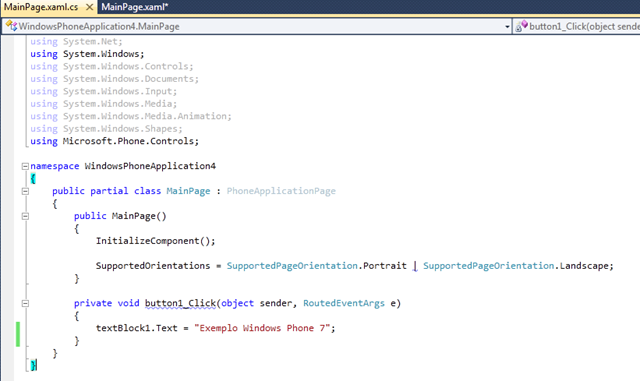 MainPage.xaml.cs × MainPage.xaml*
WindowsPhoneApplication4.MainPage button1_Click(object sende
using System.Net;
using System.Windows;
using System.Windows.Controls;
using System.Windows.Documents;
using System.Windows.Input;
using System.Windows.Media;
using System.Windows.Media.Animation;
using System.Windows.Shapes;
using Microsoft.Phone.Controls;
namespace WindowsPhoneApplication4
{
public partial class MainPage : PhoneApplicationPage
{
public MainPage()
{
InitializeComponent();
SupportedOrientations = SupportedPageOrientation.Portrait | SupportedPageOrientation.Landscape;
}
private void button1_Click(object sender, RoutedEventArgs e)
{
textBlock1.Text = "Exemplo Windows Phone 7";
}
}
}